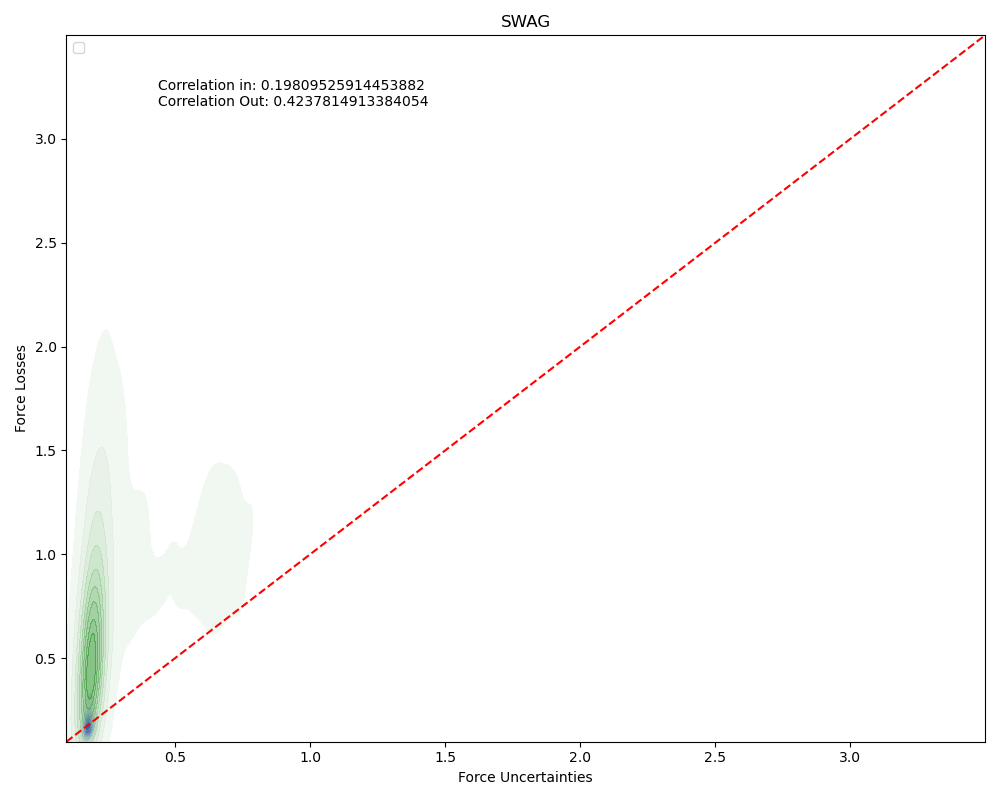 SWAG
Correlation in: 0.19809525914453882
Correlation Out: 0.4237814913384054
3.0
2.5
2.0
1.5
1.0
0.5
Force Losses
0.5 1.0 1.5 2.0 2.5 3.0
Force Uncertainties